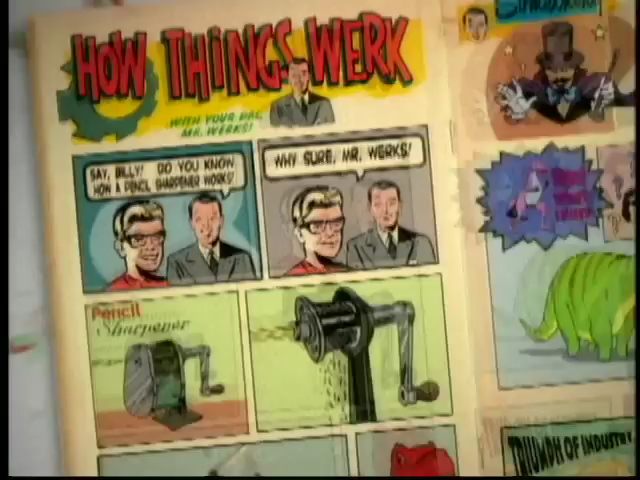 HOW THINGS WERK
WITH YOUR PAL,
MR. WERKS!
SAY, BILLY! DO YOU KNOW
HOW A PENCIL SHARPENER WORKS?
WHY SURE, MR. WERKS!
Pencil
Sharpener
TRIUMPH OF INDUSTRY